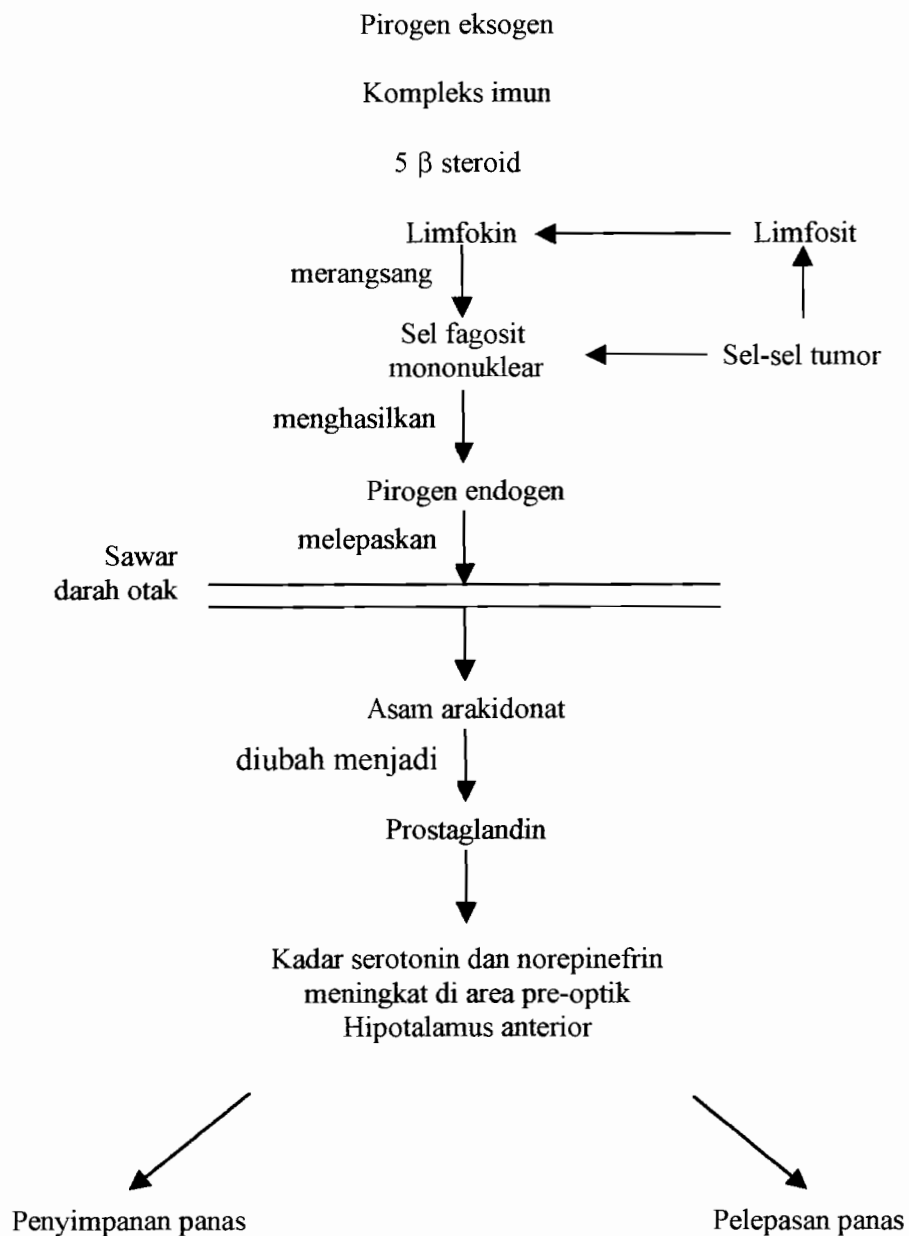 Pirogen eksogen
Kompleks imun
5 β steroid
Limfokin
Limfosit
merangsang
Sel fagosit
mononuklear
Sel-sel tumor
menghasilkan
Pirogen endogen
melepaskan
Sawar
darah otak
Asam arakidonat
diubah menjadi
Prostaglandin
Kadar serotonin dan norepinefrin
meningkat di area pre-optik
Hipotalamus anterior
Penyimpanan panas
Pelepasan panas